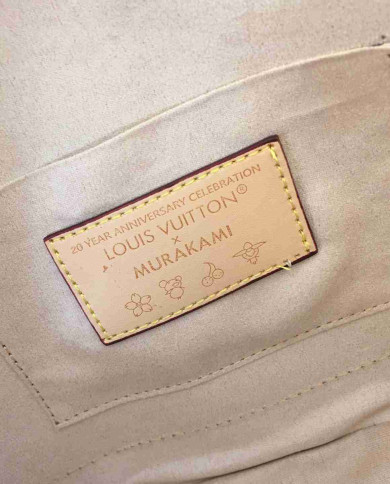 20 YEAR ANNIVERSARY CELEBRATION
LOUIS VUITTON®
×
MURAKAMI